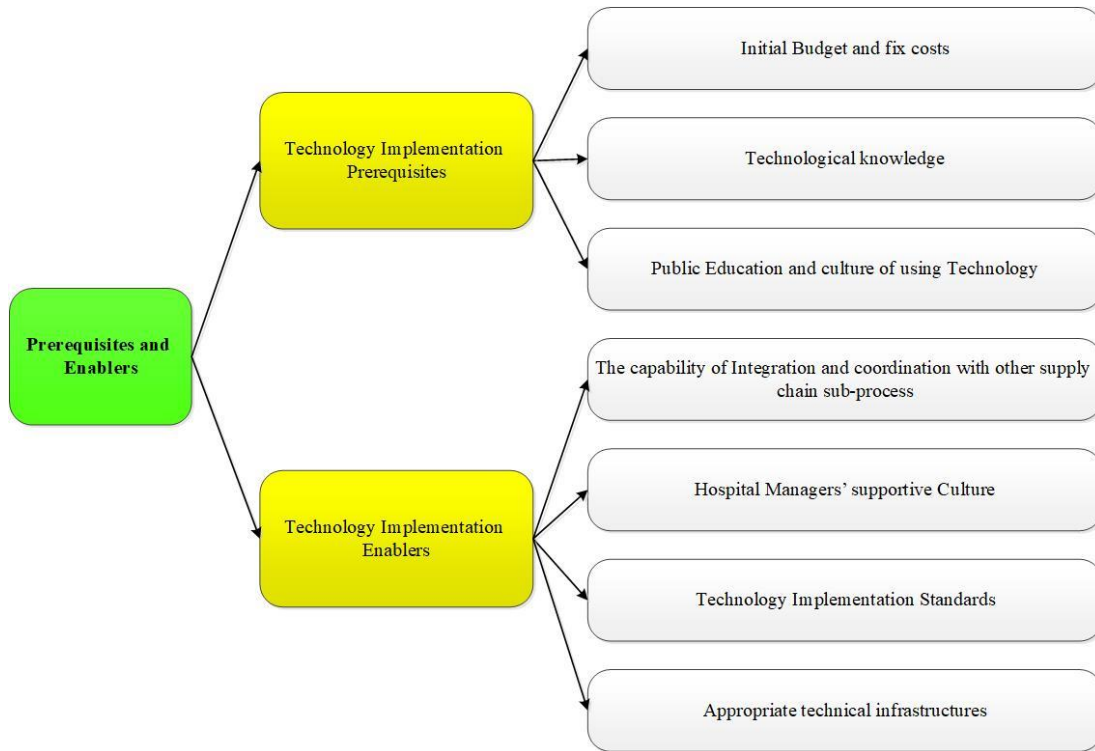 Initial Budget and fix costs
Technology Implementation
Prerequisites
Technological knowledge
Public Education and culture of using Technology
Prerequisites and
Enablers
The capability of Integration and coordination with other supply
chain sub-process
Hospital Managers’ supportive Culture
Technology Implementation
Enablers
Technology Implementation Standards
Appropriate technical infrastructures